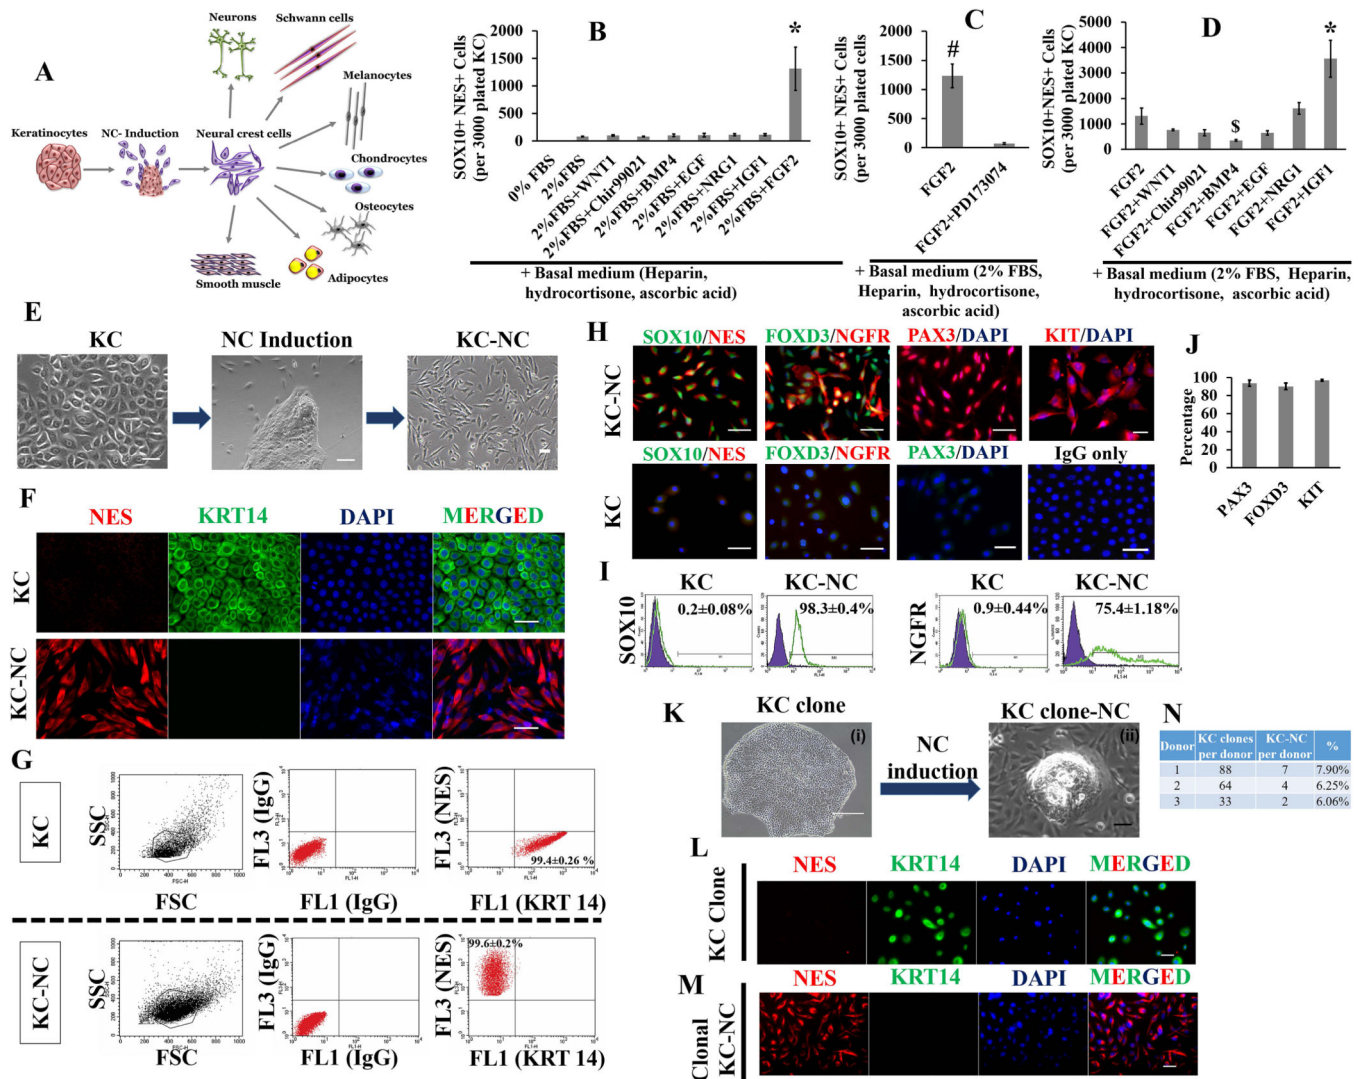 A
Neurons
Schwann cells
Melanocytes
Keratinocytes
NC- Induction
Neural crest cells
Chondrocytes
Osteocytes
Adipocytes
Smooth muscle
B
SOX10+ NES+ Cells
(per 3000 plated KC)
2000
1500
1000
500
0
*
0% FBS
2%FBS
2%FBS+WNT1
2%FBS+Chir99021
2%FBS+BMP4
2%FBS+EGF
2%FBS+NRG1
2%FBS+IGF1
2%FBS+FGF2
+ Basal medium (Heparin,
hydrocortisone, ascorbic acid)
C
SOX10+ NES+ Cells
per 3000 plated cells
2000
1500
1000
500
0
#
FGF2
FGF2+PD173074
+ Basal medium (2% FBS,
Heparin, hydrocortisone,
ascorbic acid)
D
SOX10+NES+ Cells
(per 3000 plated KC)
5000
4000
3000
2000
1000
0
$
*
FGF2
FGF2+WNT1
FGF2+Chir99021
FGF2+BMP4
FGF2+EGF
FGF2+NRG1
FGF2+IGF1
+ Basal medium (2% FBS, Heparin,
hydrocortisone, ascorbic acid)
E
KC
NC Induction
KC-NC
F
NES
KRT14
DAPI
MERGED
KC
KC-NC
G
KC
SSC
FSC
FL3 (IgG)
FL1 (IgG)
FL3 (NES)
99.4±0.26 %
FL1 (KRT 14)
KC-NC
SSC
FSC
FL3 (IgG)
FL1 (IgG)
FL3 (NES)
99.6±0.2%
FL1 (KRT 14)
H
SOX10/NES
FOXD3/NGFR
PAX3/DAPI
KIT/DAPI
KC-NC
SOX10/NES
FOXD3/NGFR
PAX3/DAPI
IgG only
KC
I
KC
KC-NC
KC
KC-NC
SOX10
0.2±0.08%
98.3±0.4%
NGFR
0.9±0.44%
75.4±1.18%
J
Percentage
100
80
60
40
20
0
PAX3
FOXD3
KIT
K
KC clone
(i)
NC
induction
KC clone-NC
(ii)
L
NES
KRT14
DAPI
MERGED
KC Clone
M
NES
KRT14
DAPI
MERGED
Clonal
KC-NC
N
Donor KC clones per donor KC-NC per donor %
1 88 7 7.90%
2 64 4 6.25%
3 33 2 6.06%